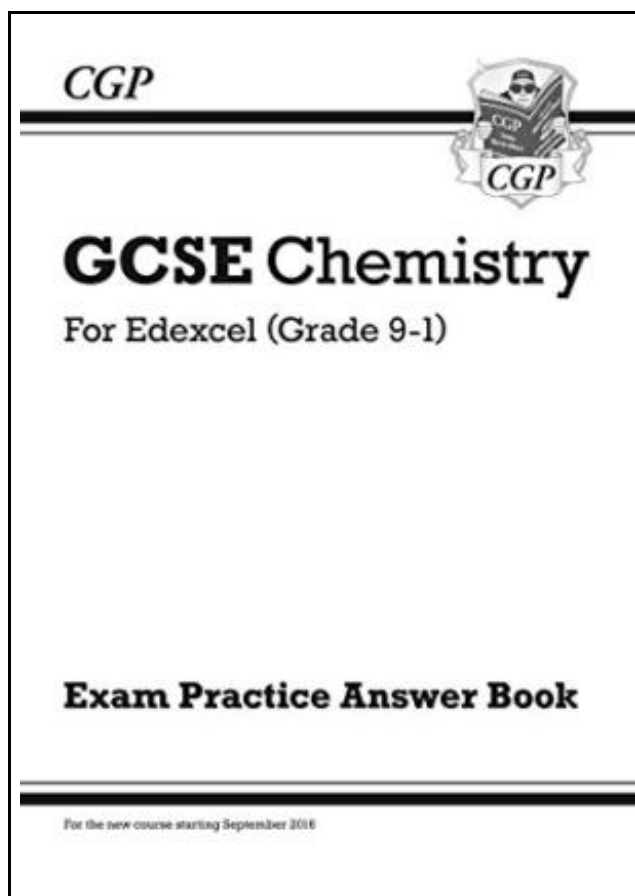 CGP
CGP
CGP
GCSE Chemistry
For Edexcel (Grade 9-1)
Exam Practice Answer Book
For the new course starting September 2016